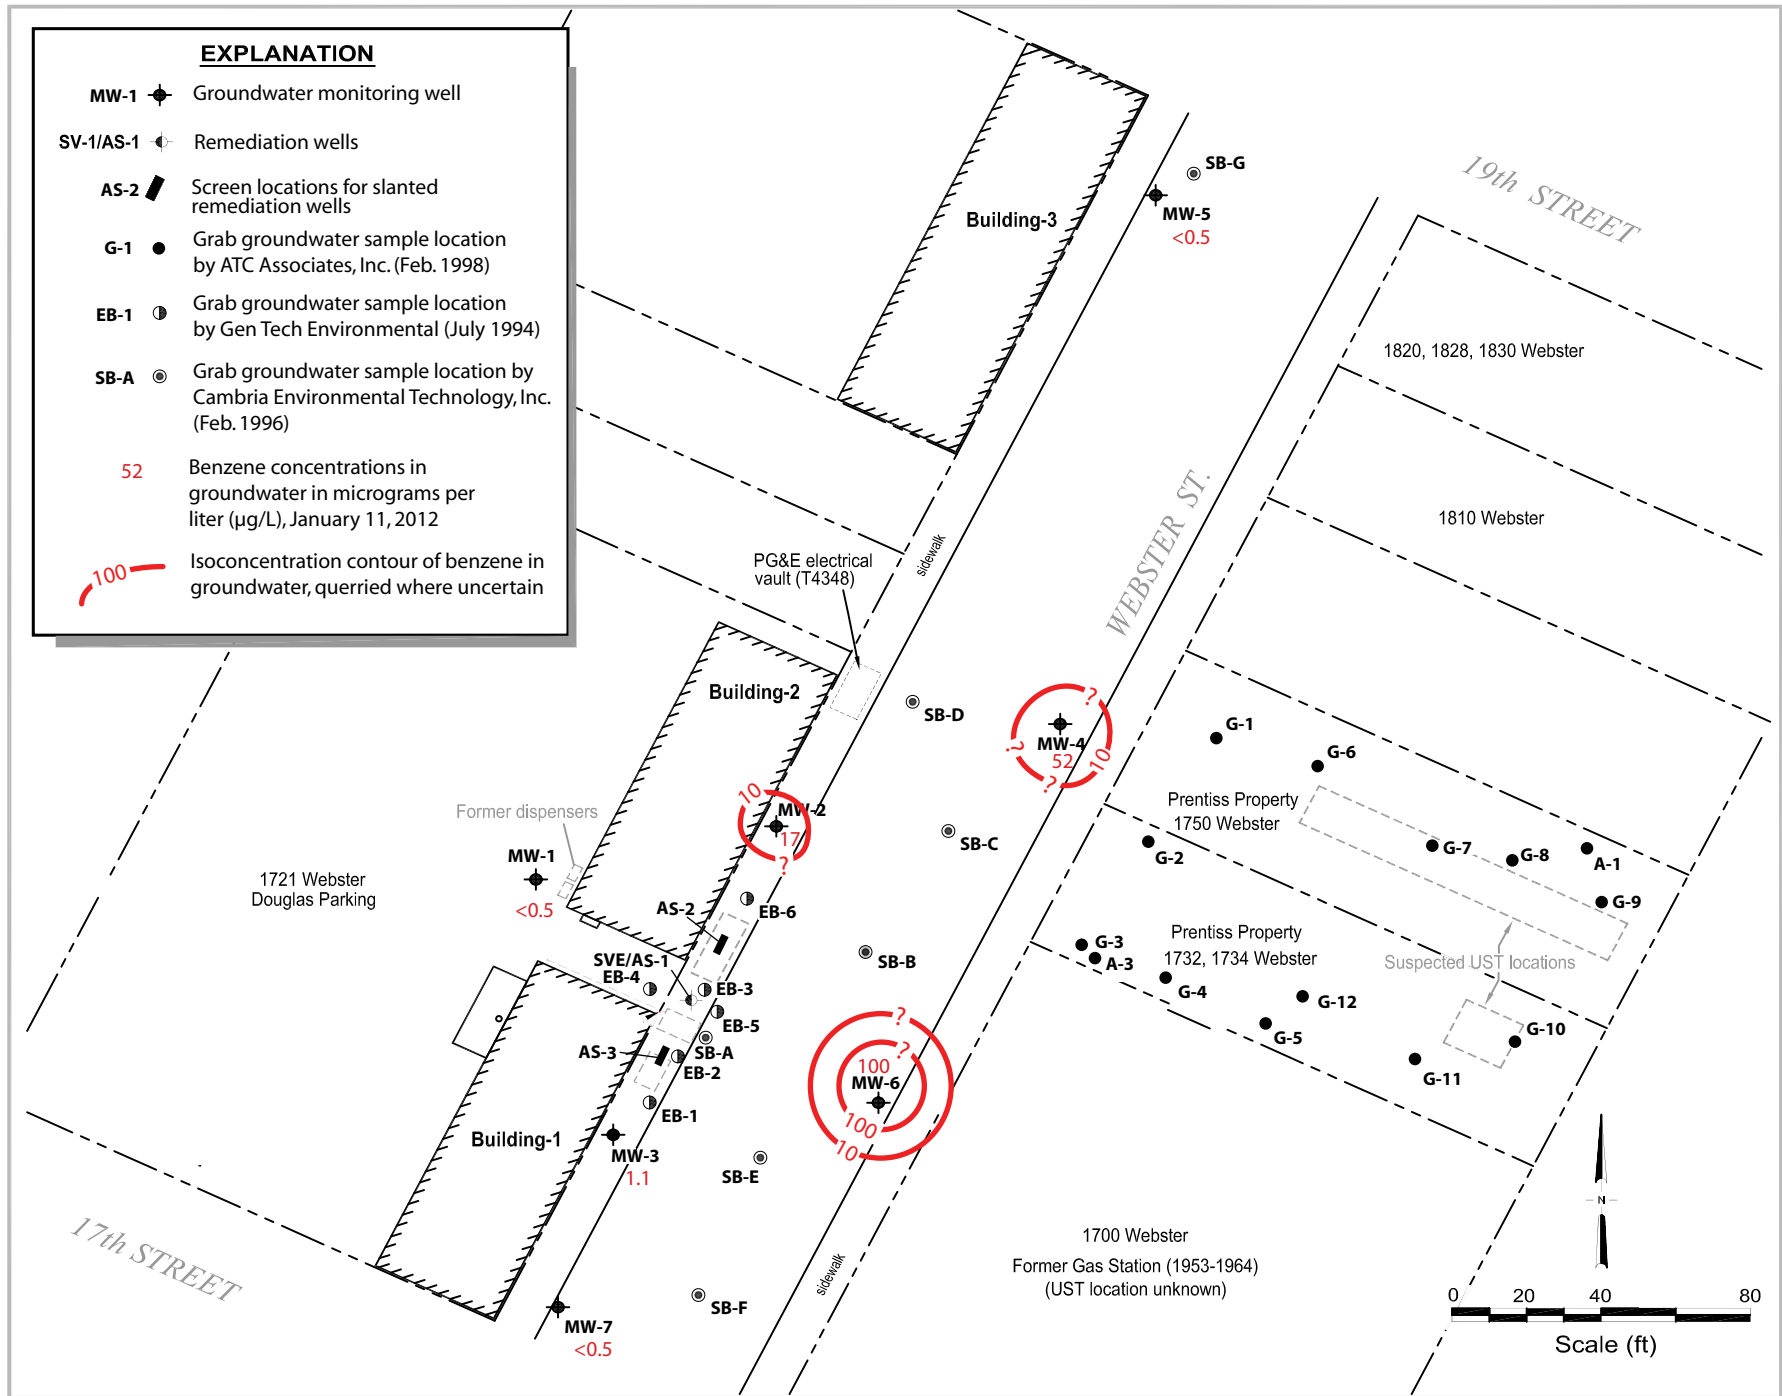 EXPLANATION
MW-1 Groundwater monitoring well
SV-1/AS-1 Remediation wells
AS-2 Screen locations for slanted
remediation wells
G-1 Grab groundwater sample location
by ATC Associates, Inc. (Feb. 1998)
EB-1 Grab groundwater sample location
by Gen Tech Environmental (July 1994)
SB-A Grab groundwater sample location by
Cambria Environmental Technology, Inc.
(Feb. 1996)
52 Benzene concentrations in
groundwater in micrograms per
liter (µg/L), January 11, 2012
100 Isoconcentration contour of benzene in
groundwater, querried where uncertain
SB-G
MW-5
<0.5
19th STREET
Building-3
1820, 1828, 1830 Webster
1810 Webster
WEBSTER ST.
sidewalk
PG&E electrical
vault (T4348)
Building-2
SB-D
?
MW-4
52
?
?
10
G-1
G-6
Prentiss Property
1750 Webster
G-2
G-7
G-8
A-1
G-9
10
MW-2
17
?
SB-C
Former dispensers
MW-1
<0.5
1721 Webster
Douglas Parking
AS-2
EB-6
SVE/AS-1
EB-4
EB-3
EB-5
SB-B
G-3
A-3
G-4
Prentiss Property
1732, 1734 Webster
Suspected UST locations
G-12
G-5
G-10
G-11
AS-3
SB-A
EB-2
EB-1
?
?
100
MW-6
100
10
Building-1
MW-3
1.1
SB-E
17th STREET
SB-F
MW-7
<0.5
sidewalk
1700 Webster
Former Gas Station (1953-1964)
(UST location unknown)
N
0 20 40 80
Scale (ft)